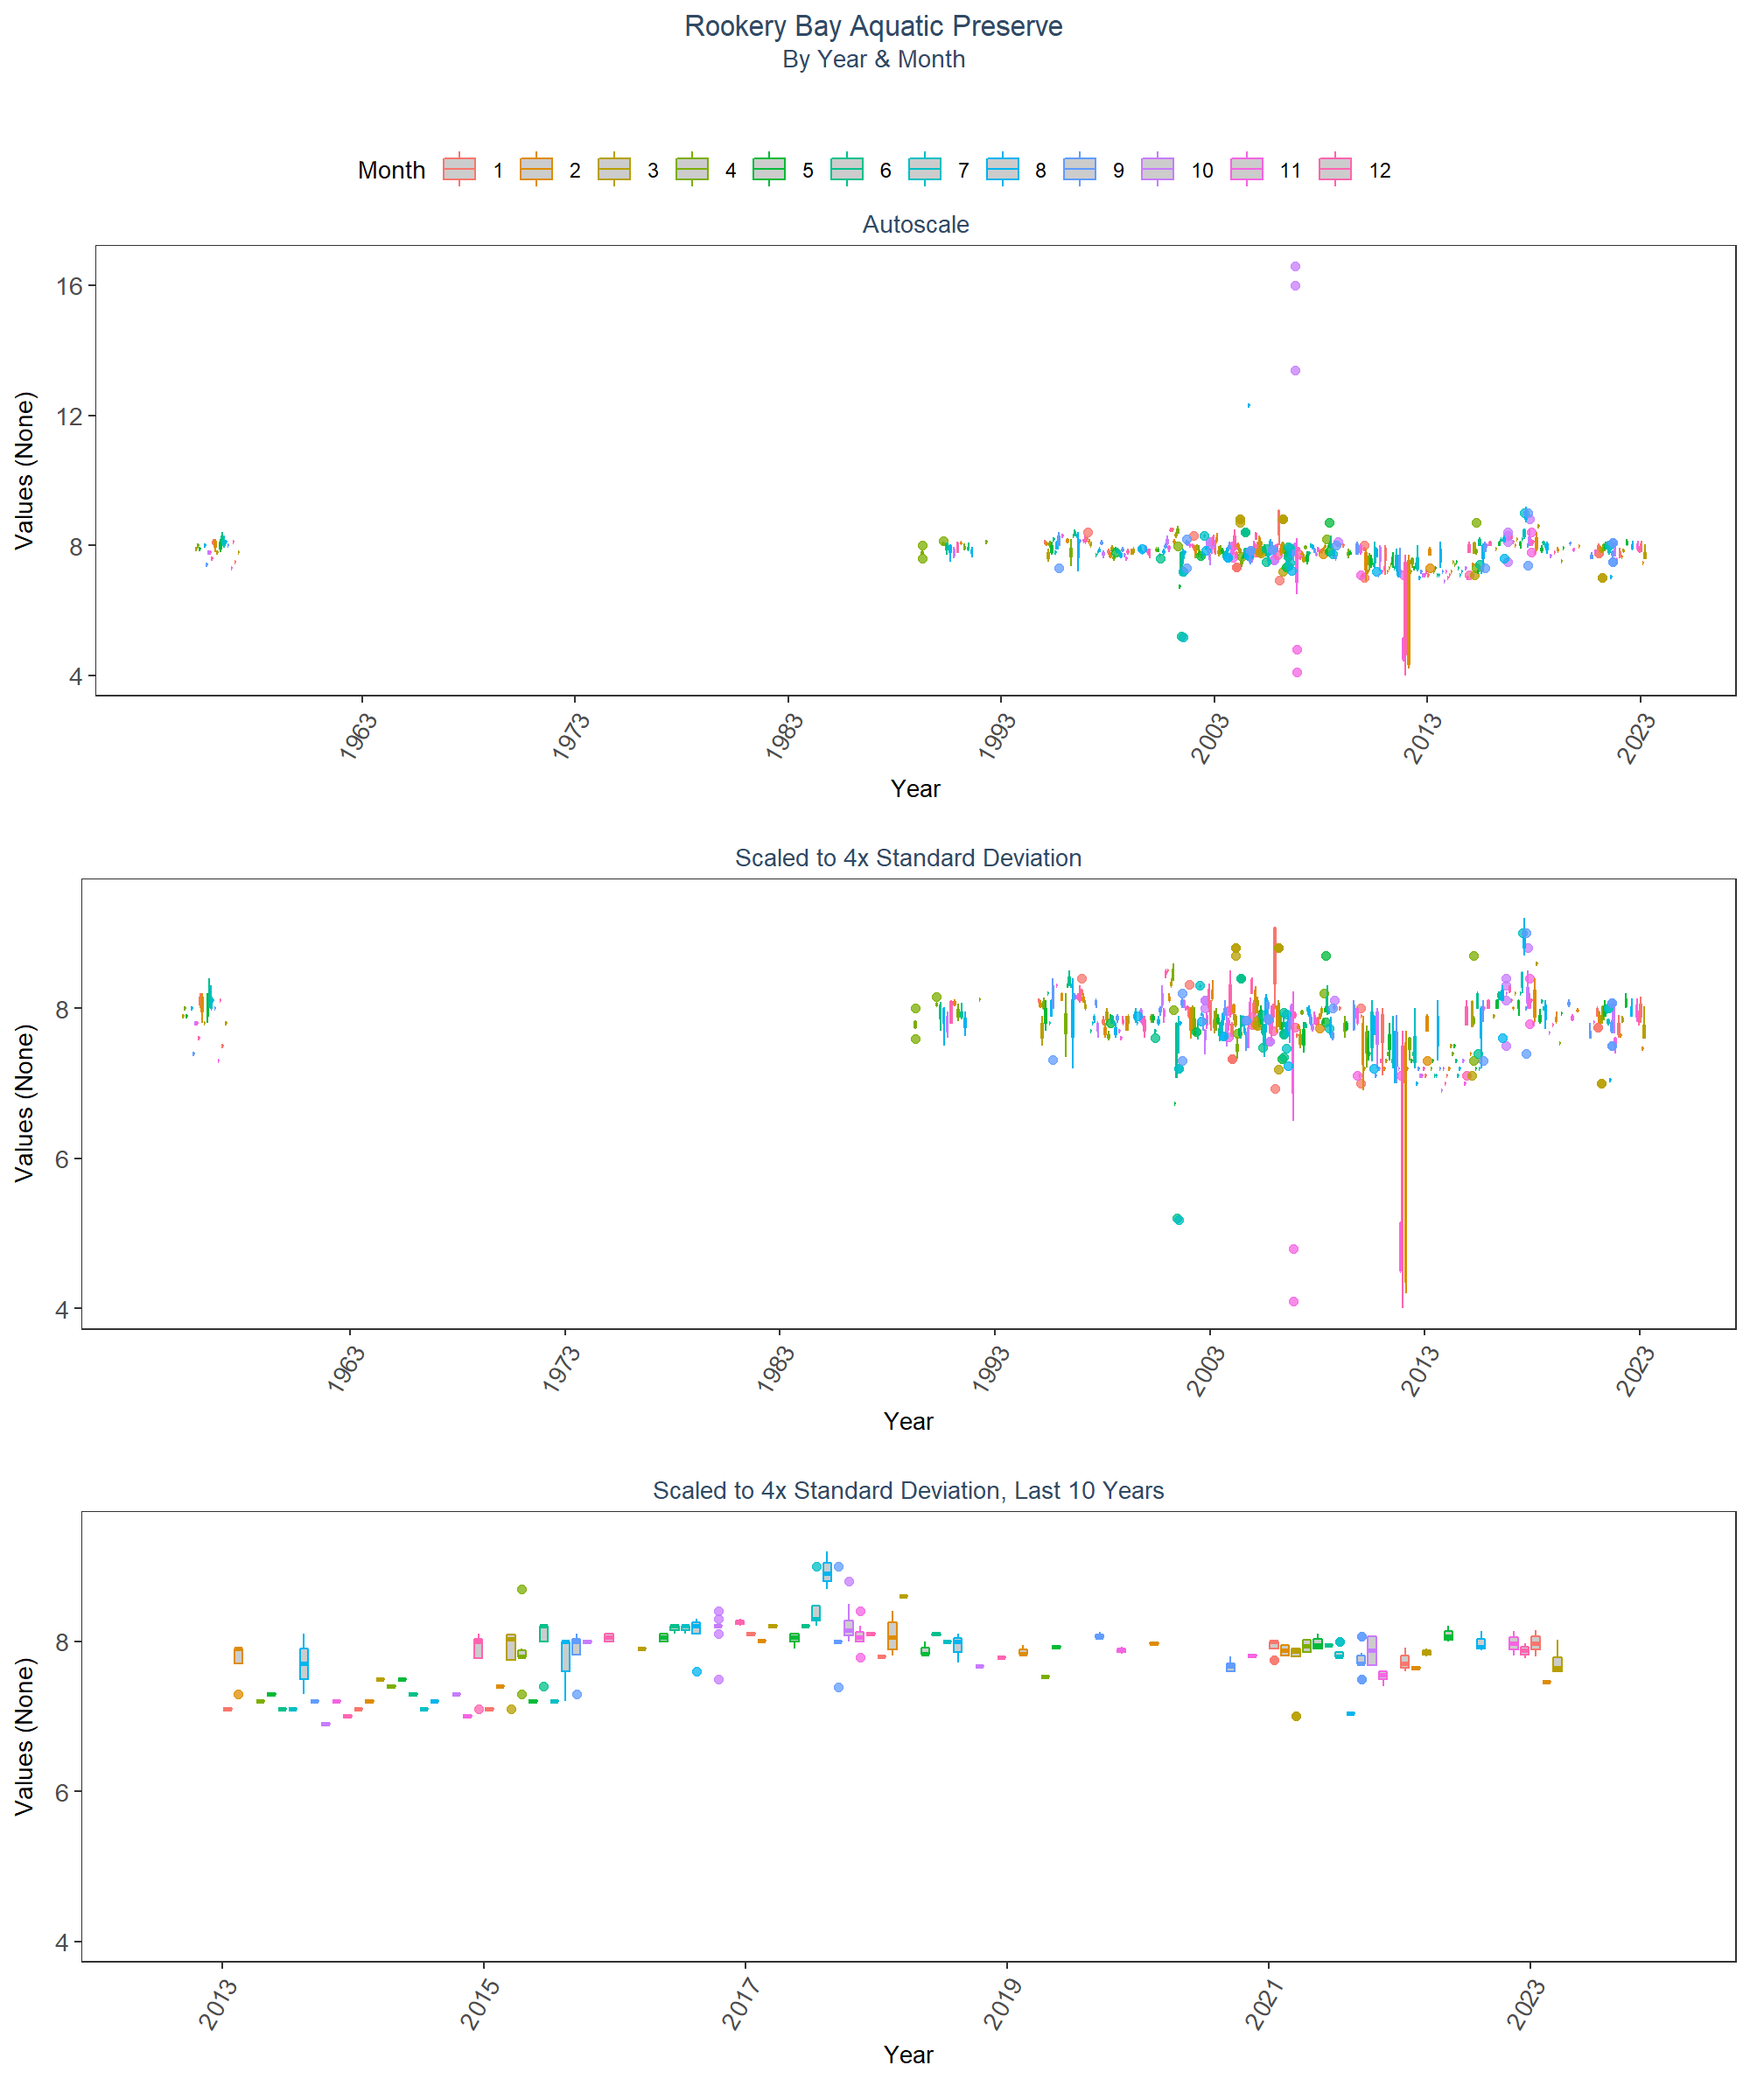 Rookery Bay Aquatic Preserve
By Year & Month
Month 1 2 3 4 5 6 7 8 9 10 11 12
Autoscale
Values (None)
16
12
8
4
1963 1973 1983 1993 2003 2013 2023
Year
Scaled to 4x Standard Deviation
Values (None)
8
6
4
1963 1973 1983 1993 2003 2013 2023
Year
Scaled to 4x Standard Deviation, Last 10 Years
Values (None)
8
6
4
2013 2015 2017 2019 2021 2023
Year